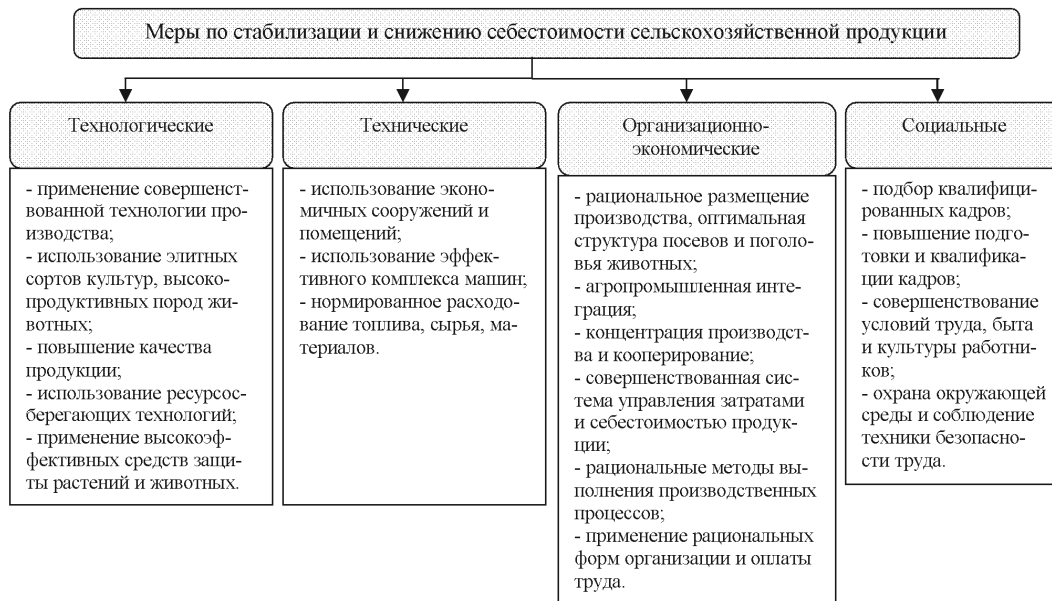 Меры по стабилизации и снижению себестоимости сельскохозяйственной продукции
Технологические
- применение совершенст-
вованной технологии про-
изводства;
- использование элитных
сортов культур, высоко-
продуктивных пород жи-
вотных;
- повышение качества
продукции;
- использование ресурсос-
берегающих технологий;
- применение высокоэф-
фективных средств защи-
ты растений и животных.
Технические
- использование эконо-
мичных сооружений и
помещений;
- использование эффек-
тивного комплекса машин;
- нормированное расходо-
вание топлива, сырья, ма-
териалов.
Организационно-
экономические
- рациональное размещение
производства, оптимальная
структура посевов и поголо-
вья животных;
- агропромышленная инте-
грация;
- концентрация производст-
ва и кооперирование;
- совершенствованная сис-
тема управления затратами
и себестоимостью продук-
ции;
- рациональные методы вы-
полнения производственных
процессов;
- применение рациональных
форм организации и оплаты
труда.
Социальные
- подбор квалифици-
рованных кадров;
- повышение подго-
товки и квалифика-
ции кадров;
- совершенствование
условий труда, быта
и культуры работни-
ков;
- охрана окружающей
среды и соблюдение
техники безопасно-
сти труда.